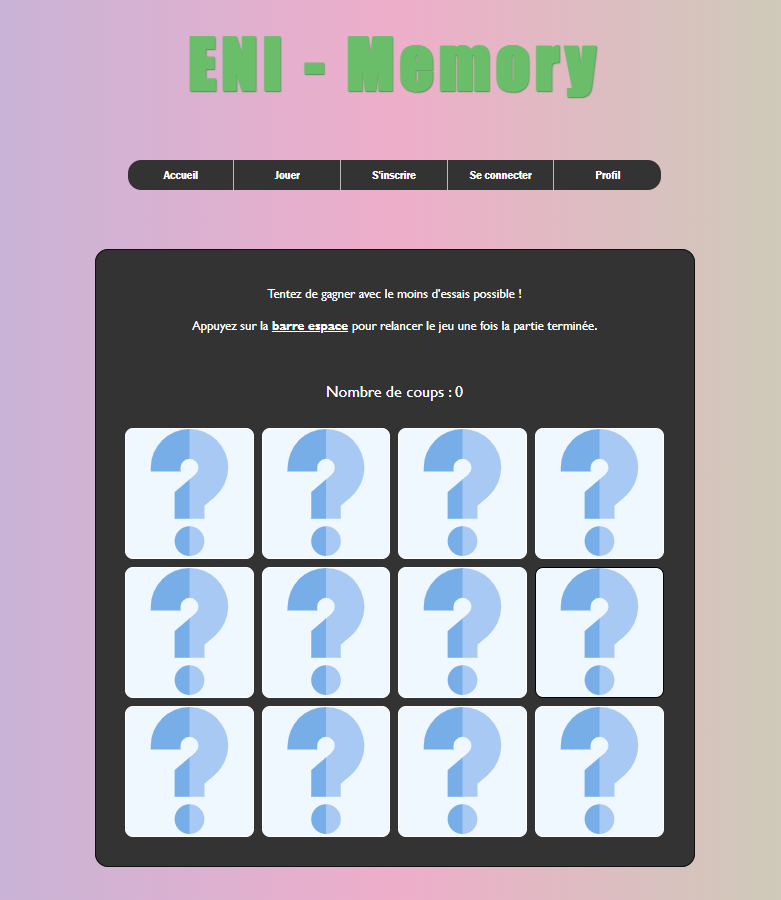 ENI - Memory
Accueil Jouer S'inscrire Se connecter Profil
Tentez de gagner avec le moins d'essais possible !
Appuyez sur la barre espace pour relancer le jeu une fois la partie terminée.
Nombre de coups : 0
? ? ? ?
? ? ? ?
? ? ? ?